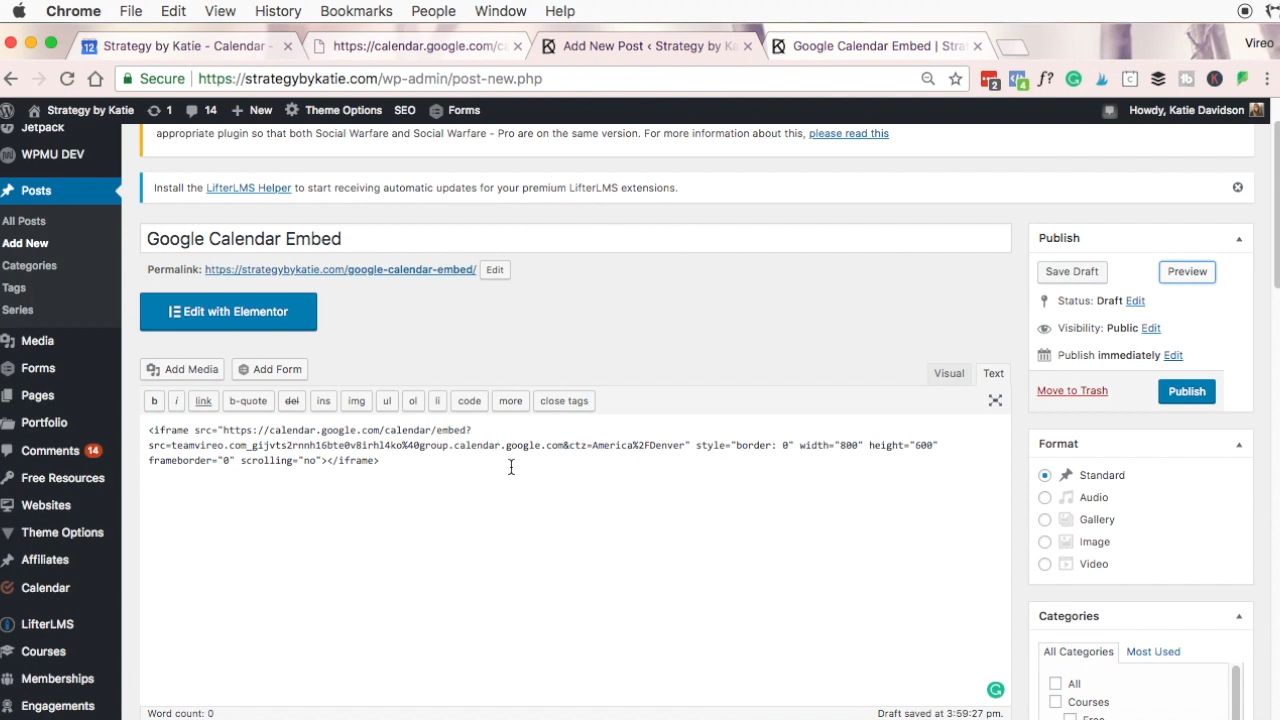 Chrome File Edit View History Bookmarks People Window Help
Strategy by Katie - Calendar - https://calendar.google.com/ca Add New Post ‹ Strategy by Ka Google Calendar Embed | Strat Vireo
Secure https://strategybykatie.com/wp-admin/post-new.php
Strategy by Katie 1 14 New Theme Options SEO Forms Howdy, Katie Davidson
Jetpack
WPMU DEV
Posts
All Posts
Add New
Categories
Tags
Series
Media
Forms
Pages
Portfolio
Comments 14
Free Resources
Websites
Theme Options
Affiliates
Calendar
LifterLMS
Courses
Memberships
Engagements
appropriate plugin so that both Social Warfare and Social Warfare - Pro are on the same version. For more information about this, please read this
Install the LifterLMS Helper to start receiving automatic updates for your premium LifterLMS extensions.
Google Calendar Embed
Permalink: https://strategybykatie.com/google-calendar-embed/ Edit
Edit with Elementor
Add Media Add Form
Visual Text
b i link b-quote del ins img ul ol li code more close tags
<iframe src="https://calendar.google.com/calendar/embed?
src=teamvireo.com_gijvts2rnnh16bte0v8irhl4ko%40group.calendar.google.com&ctz=America%2FDenver" style="border: 0" width="800" height="600"
frameborder="0" scrolling="no"></iframe>
Word count: 0 Draft saved at 3:59:27 pm.
Publish
Save Draft Preview
Status: Draft Edit
Visibility: Public Edit
Publish immediately Edit
Move to Trash Publish
Format
Standard
Audio
Gallery
Image
Video
Categories
All Categories Most Used
All
Courses
Free